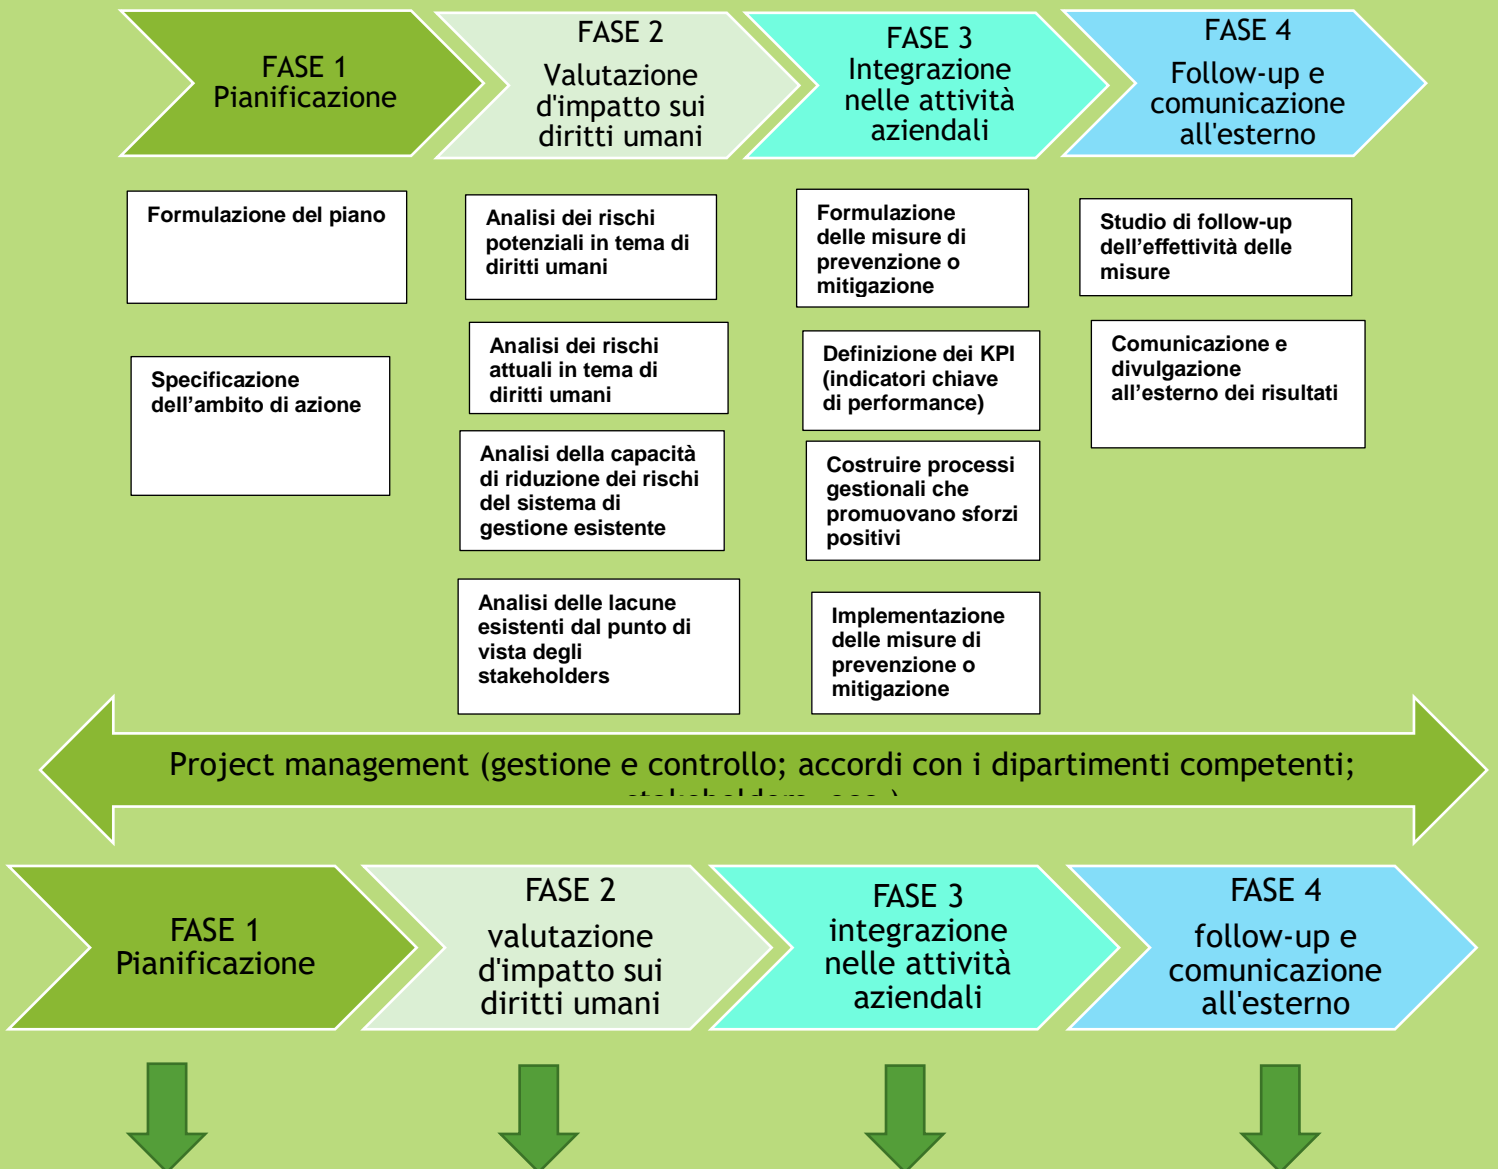 FASE 1
Pianificazione
FASE 2
Valutazione
d'impatto sui
diritti umani
FASE 3
Integrazione
nelle attività
aziendali
FASE 4
Follow-up e
comunicazione
all'esterno
Formulazione del piano
Specificazione
dell’ambito di azione
Analisi dei rischi
potenziali in tema di
diritti umani
Analisi dei rischi
attuali in tema di
diritti umani
Analisi della capacità
di riduzione dei rischi
del sistema di
gestione esistente
Analisi delle lacune
esistenti dal punto di
vista degli
stakeholders
Formulazione
delle misure di
prevenzione o
mitigazione
Definizione dei KPI
(indicatori chiave
di performance)
Costruire processi
gestionali che
promuovano sforzi
positivi
Implementazione
delle misure di
prevenzione o
mitigazione
Studio di follow-up
dell’effettività delle
misure
Comunicazione e
divulgazione
all’esterno dei risultati
Project management (gestione e controllo; accordi con i dipartimenti competenti;
FASE 1
Pianificazione
FASE 2
valutazione
d'impatto sui
diritti umani
FASE 3
integrazione
nelle attività
aziendali
FASE 4
follow-up e
comunicazione
all'esterno